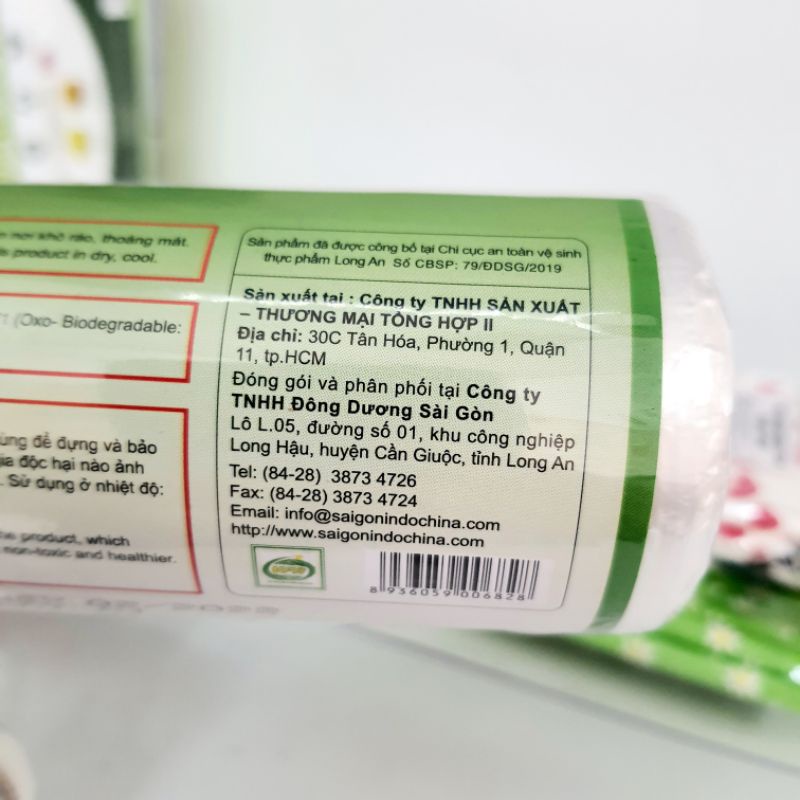 nơi khô ráo, thoáng mát.
product in dry, cool.
(Oxo- Biodegradable:
dùng để đựng và bảo
gia độc hại nào ảnh
Sử dụng ở nhiệt độ:
product, which
non-toxic and healthier.
Sản phẩm đã được công bố tại Chi cục an toàn vệ sinh
thực phẩm Long An Số CBSP: 79/ĐDSG/2019
Sản xuất tại : Công ty TNHH SẢN XUẤT
– THƯƠNG MẠI TỔNG HỢP II
Địa chỉ: 30C Tân Hóa, Phường 1, Quận
11, tp.HCM
Đóng gói và phân phối tại Công ty
TNHH Đông Dương Sài Gòn
Lô L.05, đường số 01, khu công nghiệp
Long Hậu, huyện Cần Giuộc, tỉnh Long An
Tel: (84-28) 3873 4726
Fax: (84-28) 3873 4724
Email: info@saigonindochina.com
http://www.saigonindochina.com
8 936059 006828